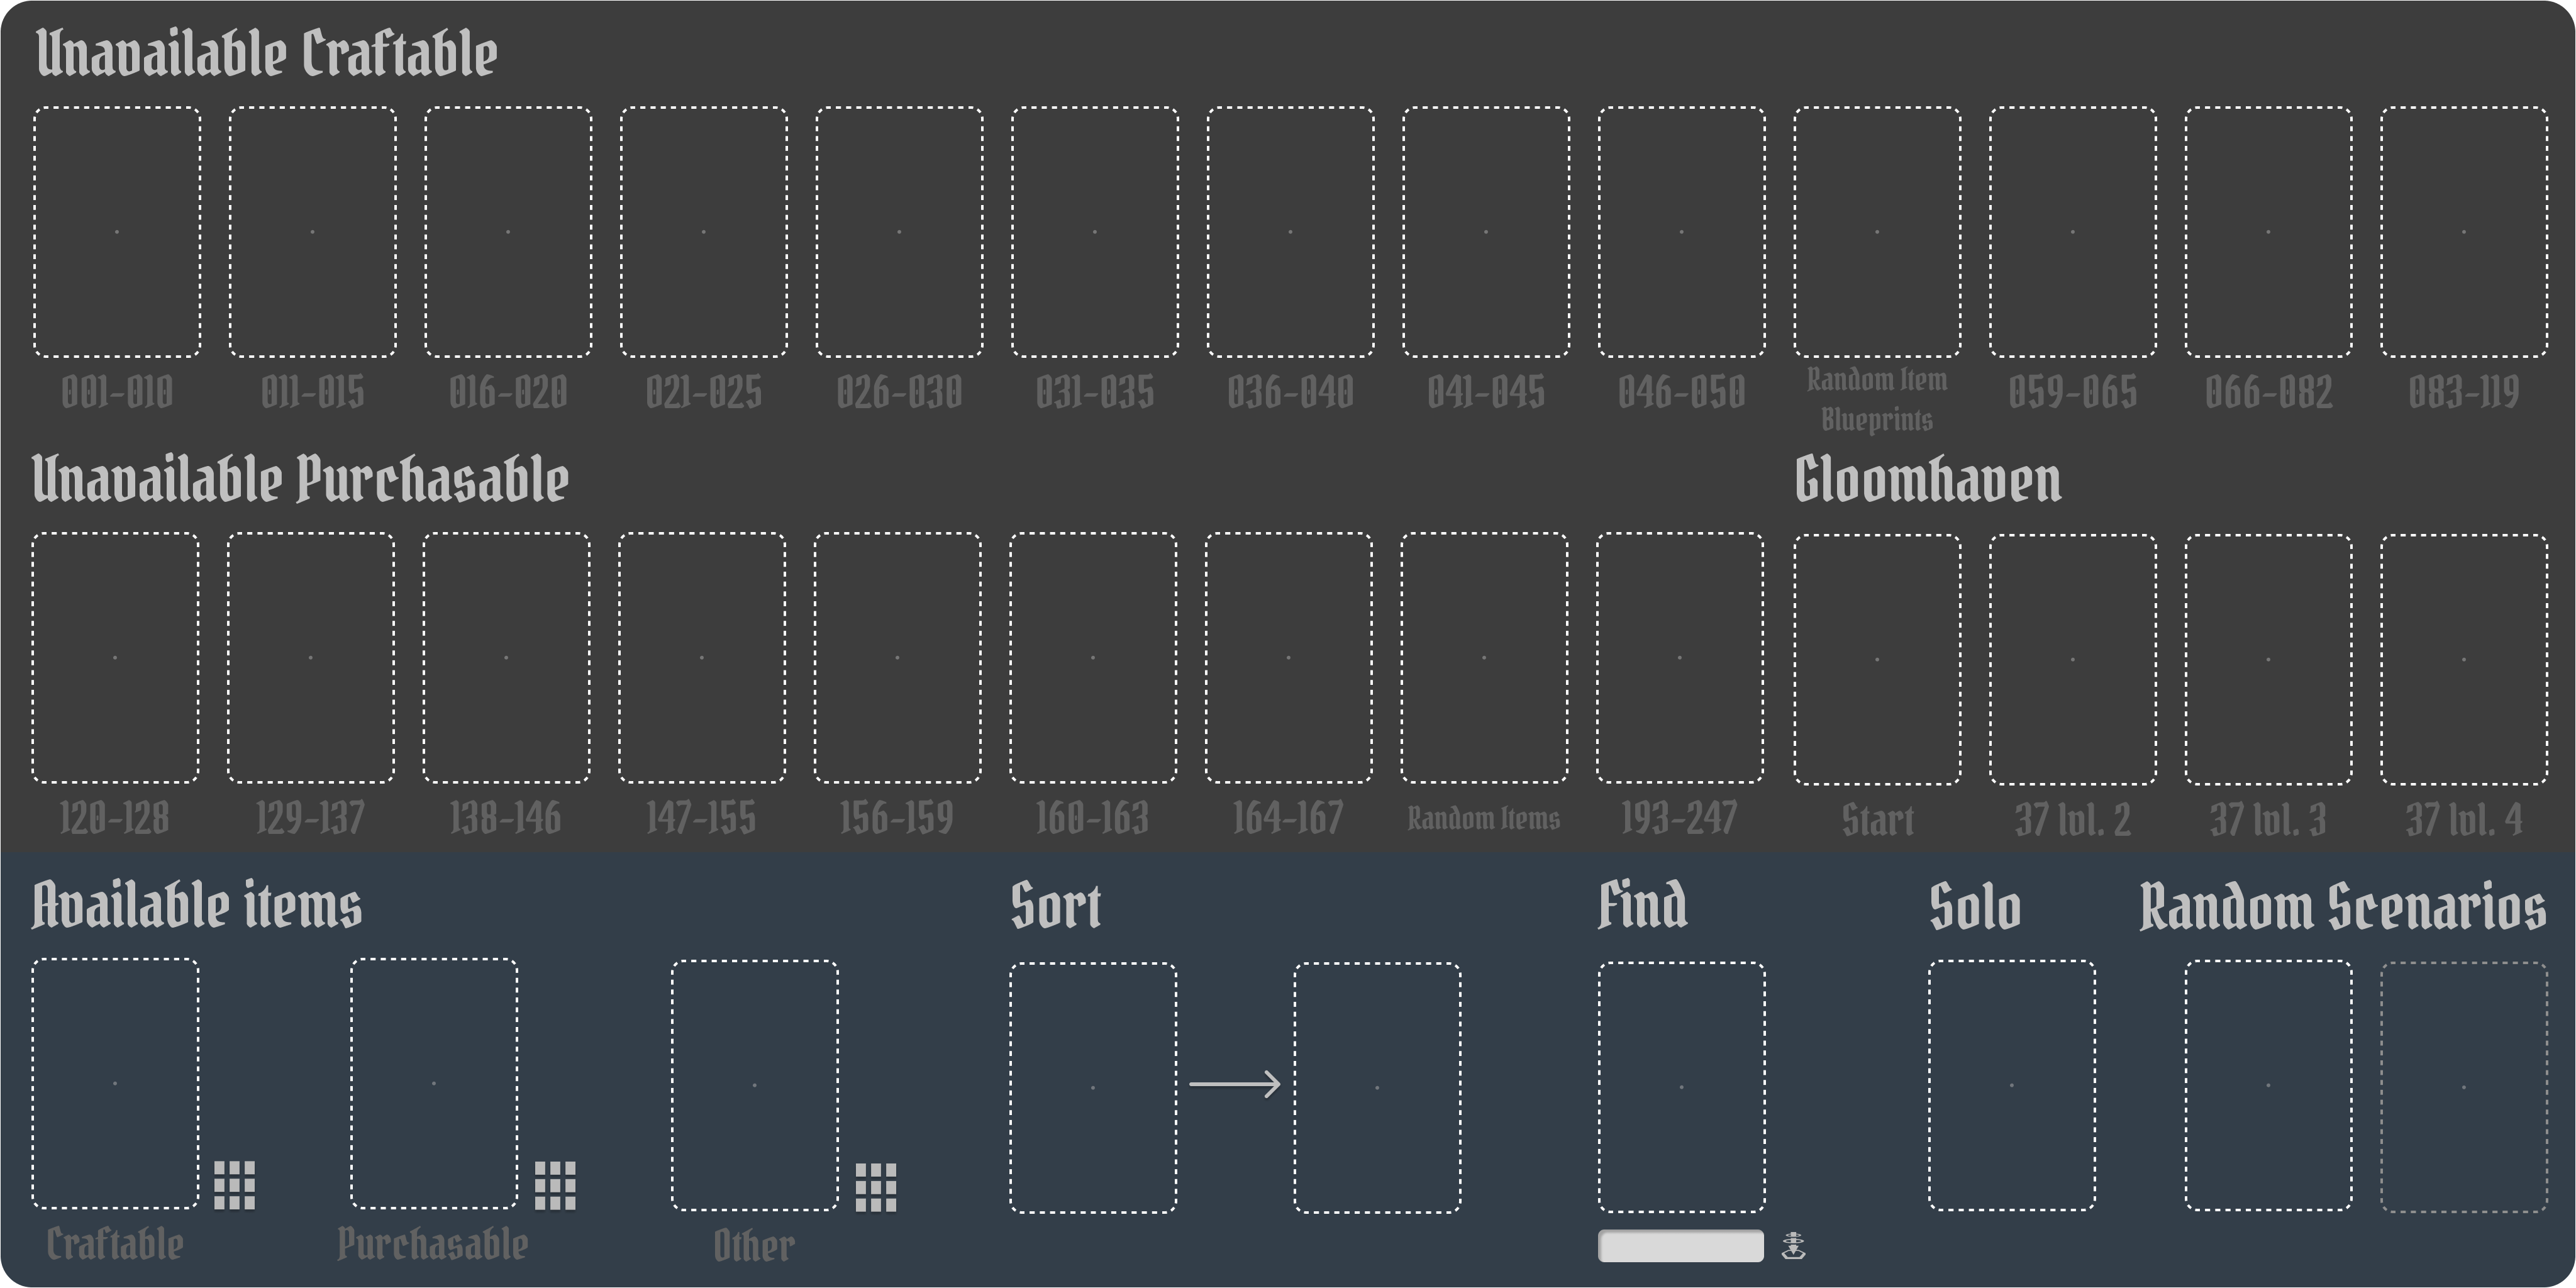 Unavailable Craftable
001-010 011-015 016-020 021-025 026-030 031-035 036-040 041-045 046-050 Random Item Blueprints 059-065 066-082 083-119
Unavailable Purchasable Gloomhaven
120-128 129-137 138-146 147-155 156-159 160-163 164-167 Random Items 193-247 Start 37 lvl. 2 37 lvl. 3 37 lvl. 4
Available items Sort Find Solo Random Scenarios
Craftable Purchasable Other